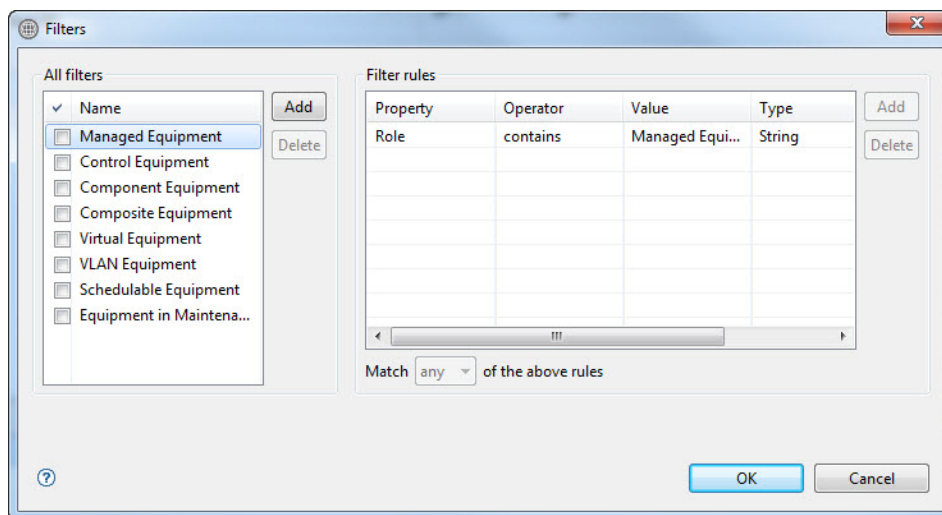 Filters
All filters
Name
Managed Equipment
Control Equipment
Component Equipment
Composite Equipment
Virtual Equipment
VLAN Equipment
Schedulable Equipment
Equipment in Maintena...
Add
Delete
Filter rules
Property Operator Value Type
Role contains Managed Equi... String
Add
Delete
Match any of the above rules
?
OK Cancel